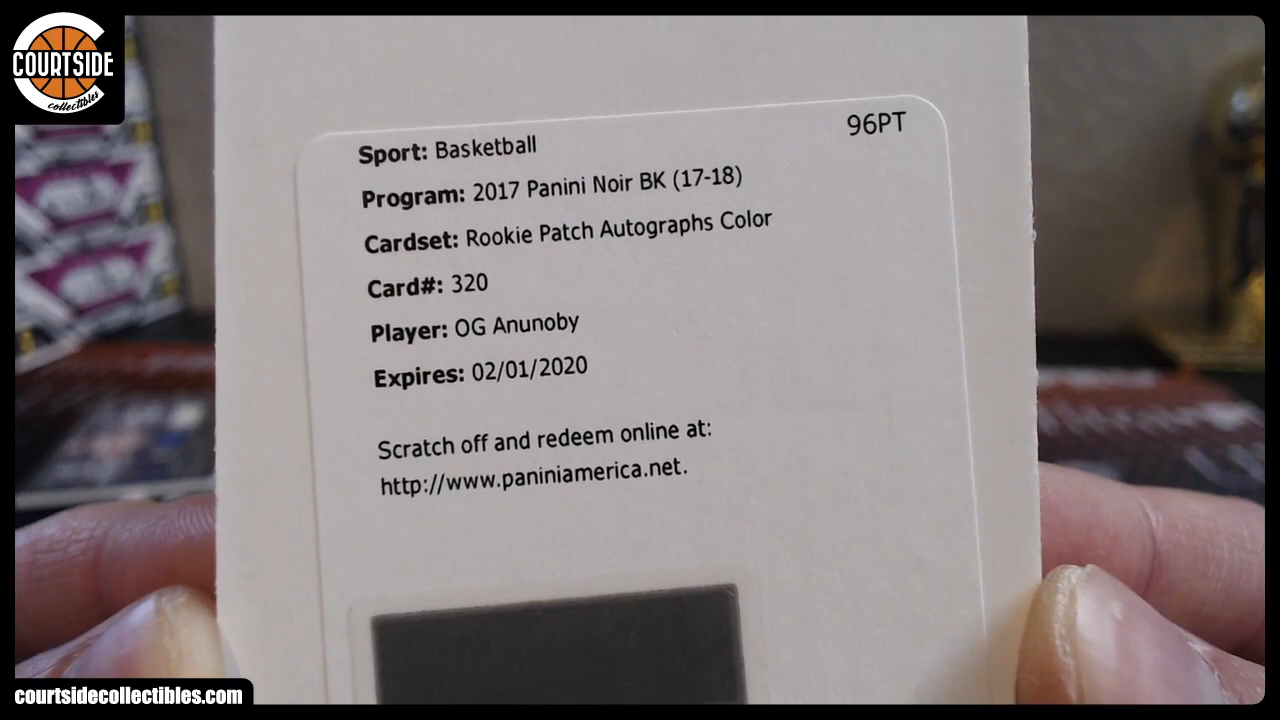 COURTSIDE
collectibles
96PT
Sport: Basketball
Program: 2017 Panini Noir BK (17-18)
Cardset: Rookie Patch Autographs Color
Card#: 320
Player: OG Anunoby
Expires: 02/01/2020
Scratch off and redeem online at:
http://www.paniniamerica.net.
courtsidecollectibles.com